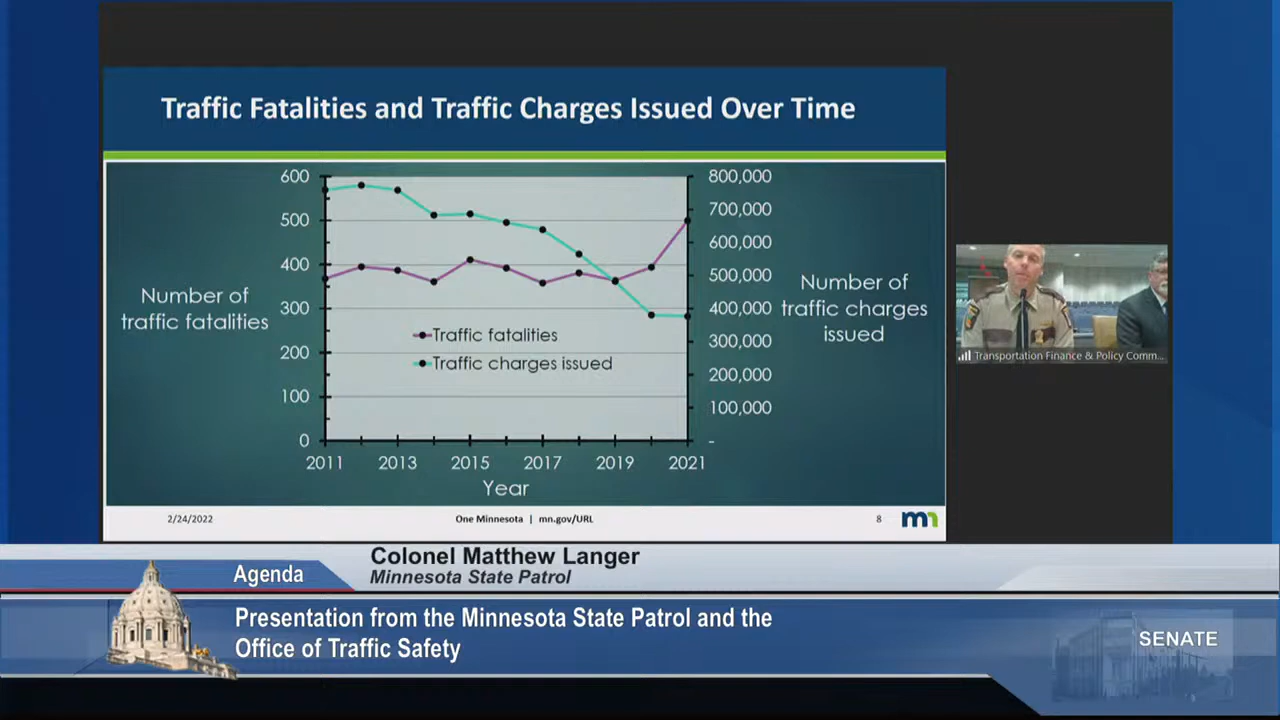 Traffic Fatalities and Traffic Charges Issued Over Time
600
500
400
300
200
100
0
800,000
700,000
600,000
500,000
400,000
300,000
200,000
100,000
-
Number of
traffic fatalities
Number of
traffic charges
issued
Traffic fatalities
Traffic charges issued
2011 2013 2015 2017 2019 2021
Year
2/24/2022
One Minnesota | mn.gov/URL
8
mn
Transportation Finance & Policy Comm...
Colonel Matthew Langer
Minnesota State Patrol
Agenda
Presentation from the Minnesota State Patrol and the
Office of Traffic Safety
SENATE